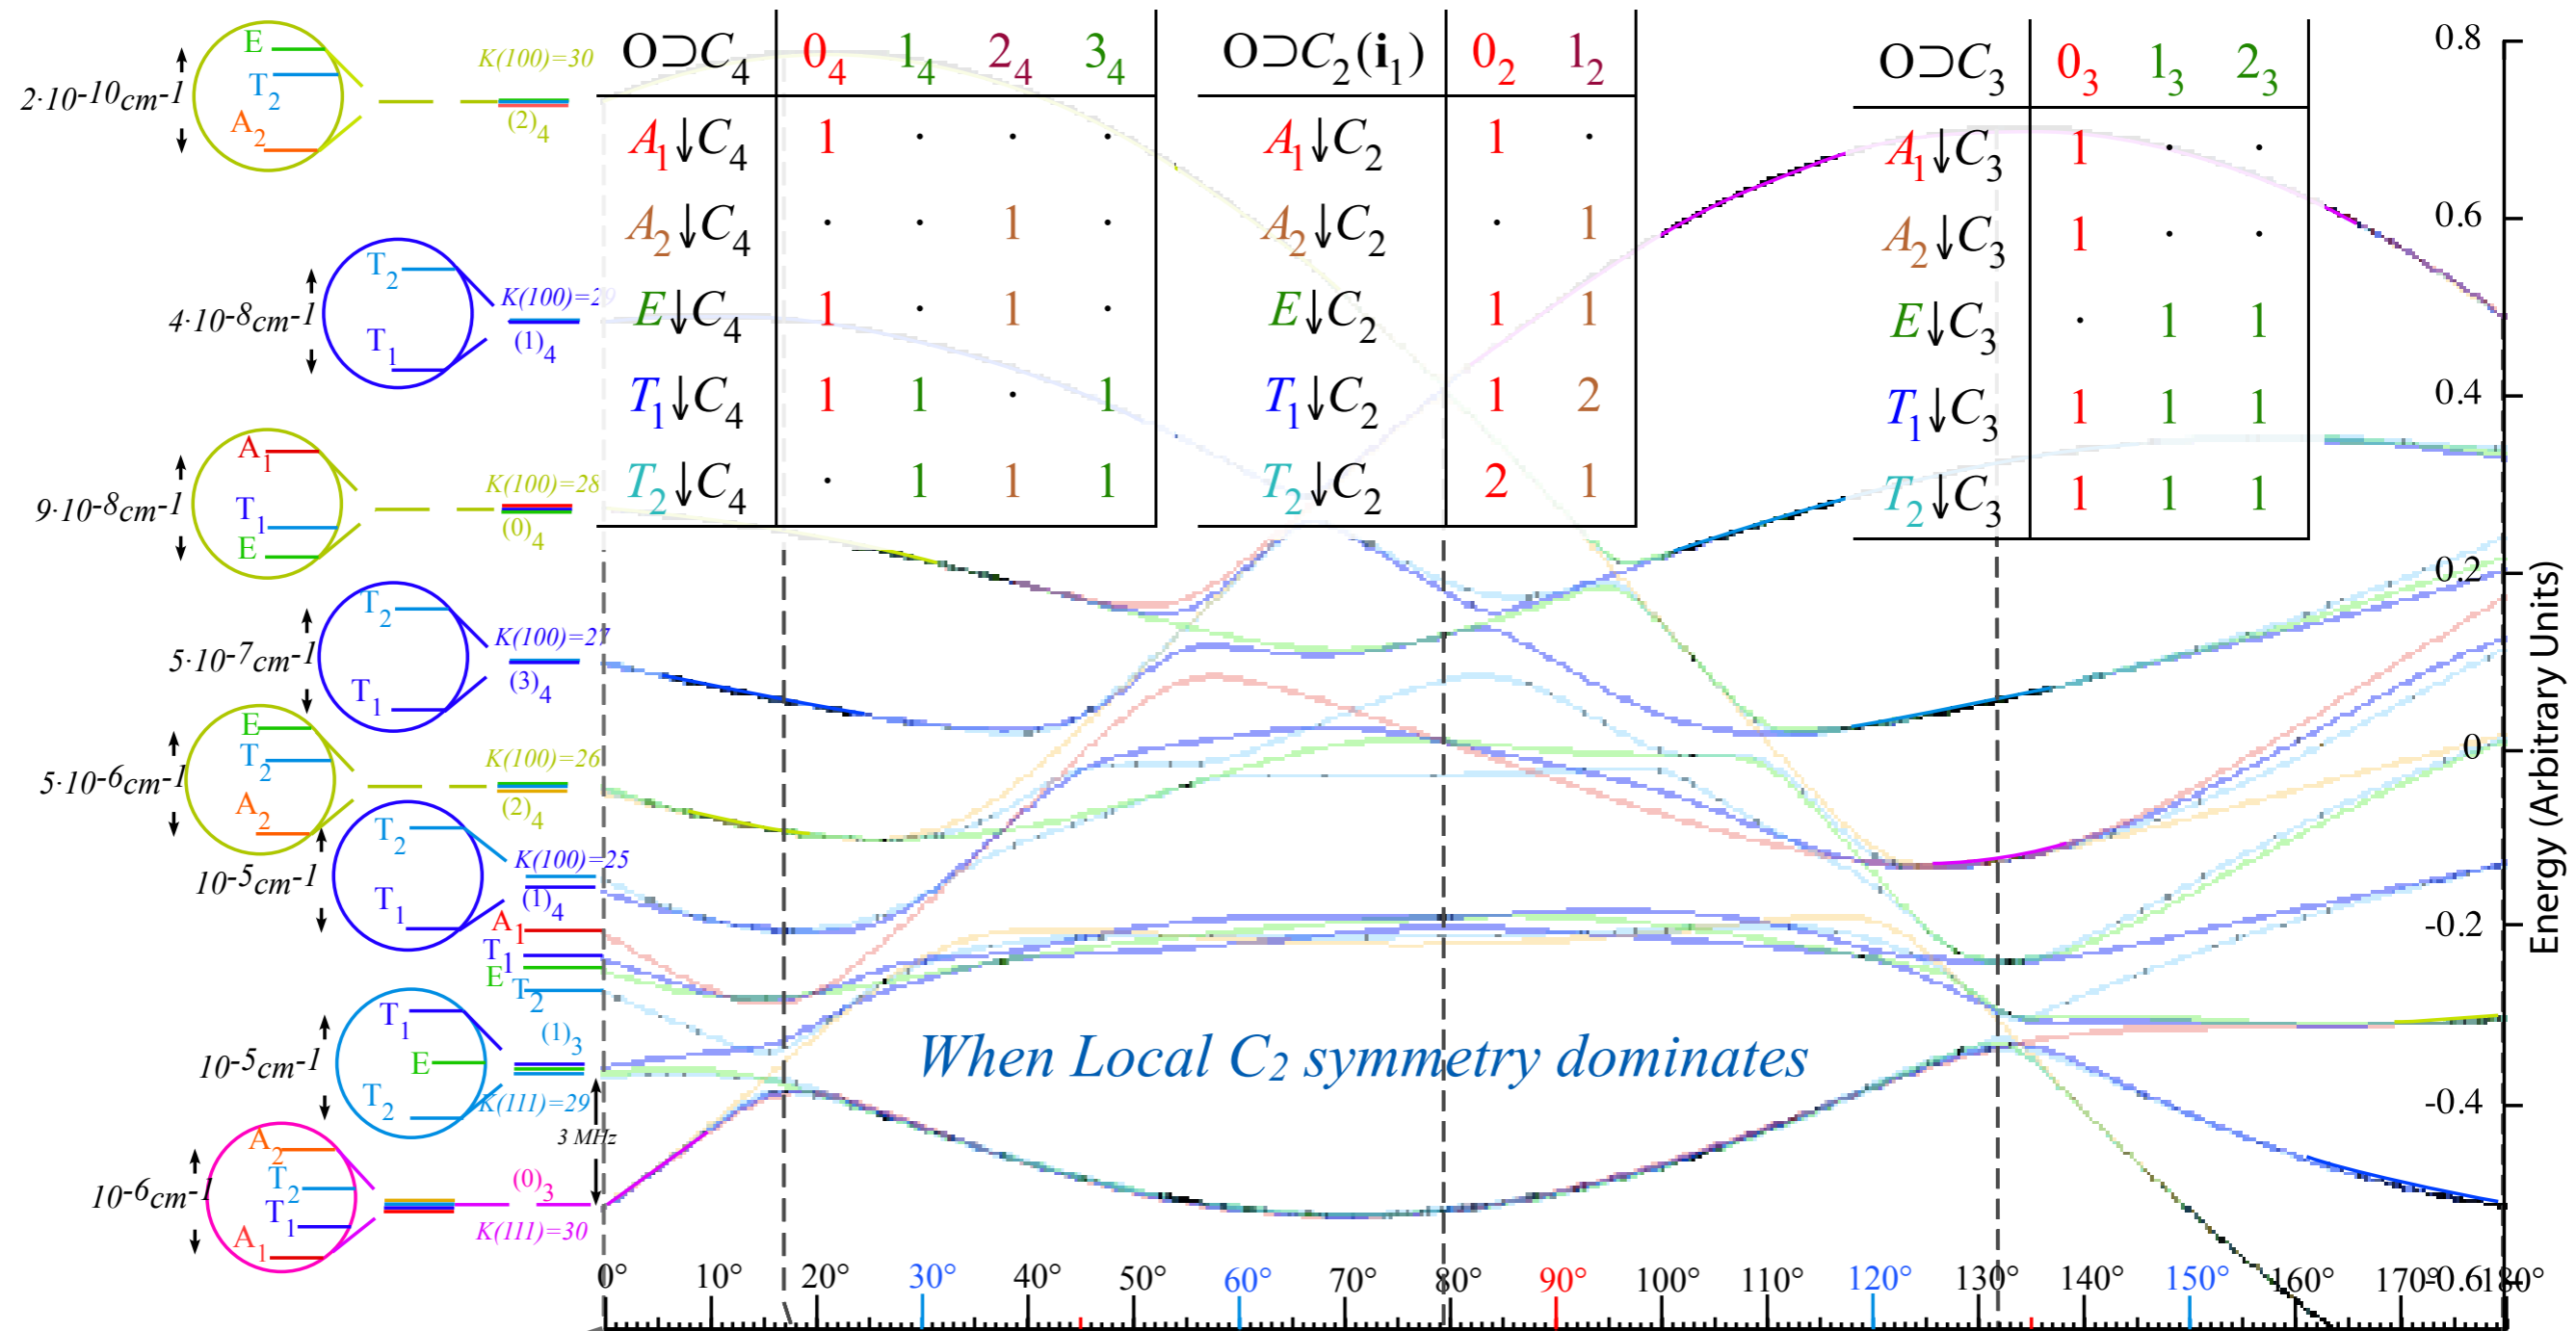 E
T2
A2
2·10-10cm-1
K(100)=30
(2)4
T2
T1
4·10-8cm-1
K(100)=29
(1)4
A1
T1
E
9·10-8cm-1
K(100)=28
(0)4
T2
T1
5·10-7cm-1
K(100)=27
(3)4
E
T2
A2
5·10-6cm-1
K(100)=26
(2)4
T2
T1
10-5cm-1
K(100)=25
(1)4
A1
T1
E
T2
T1
E
T2
10-5cm-1
(1)3
K(111)=29
3 MHz
A2
T2
T1
A1
10-6cm-1
(0)3
K(111)=30
O⊃C4 04 14 24 34
A1↓C4 1 · · ·
A2↓C4 · · 1 ·
E↓C4 1 · 1 ·
T1↓C4 1 1 · 1
T2↓C4 · 1 1 1
O⊃C2(i1) 02 12
A1↓C2 1 ·
A2↓C2 · 1
E↓C2 1 1
T1↓C2 1 2
T2↓C2 2 1
O⊃C3 03 13 23
A1↓C3 1 · ·
A2↓C3 1 · ·
E↓C3 · 1 1
T1↓C3 1 1 1
T2↓C3 1 1 1
When Local C2 symmetry dominates
0.8
0.6
0.4
0.2
0
-0.2
-0.4
-0.6
Energy (Arbitrary Units)
0° 10° 20° 30° 40° 50° 60° 70° 80° 90° 100° 110° 120° 130° 140° 150° 160° 170° 180°